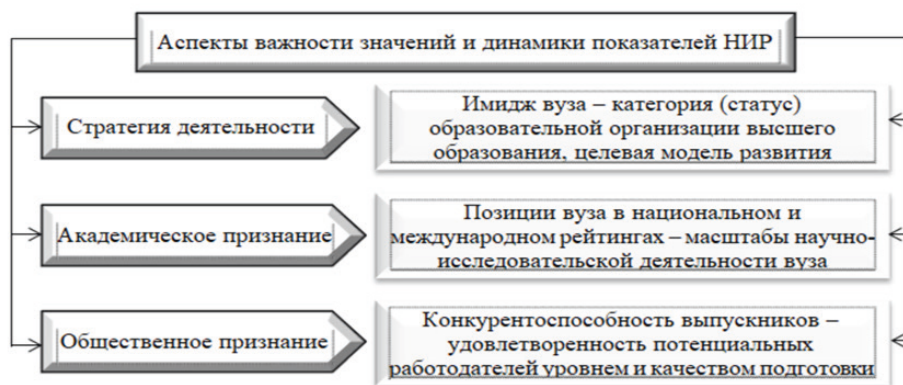 Аспекты важности значений и динамики показателей НИР
Стратегия деятельности
Имидж вуза – категория (статус)
образовательной организации высшего
образования, целевая модель развития
Академическое признание
Позиции вуза в национальном и
международном рейтингах – масштабы научно-
исследовательской деятельности вуза
Общественное признание
Конкурентоспособность выпускников –
удовлетворенность потенциальных
работодателей уровнем и качеством подготовки